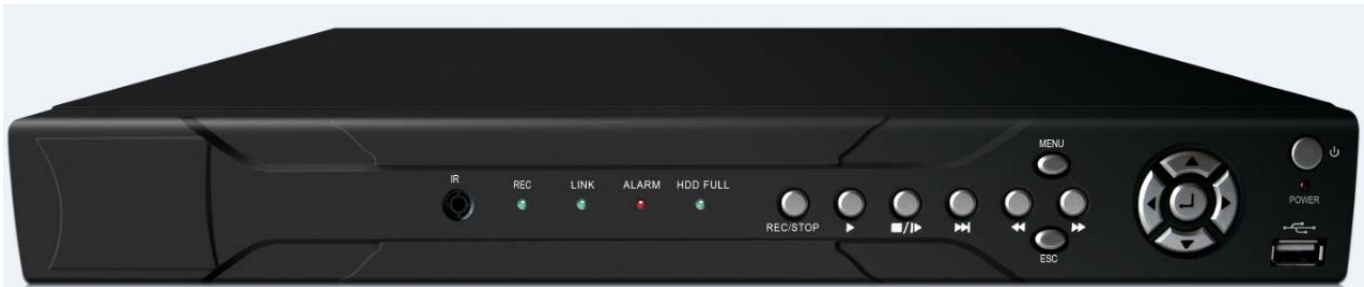 IR
REC
LINK
ALARM
HDD FULL
REC/STOP
MENU
ESC
POWER